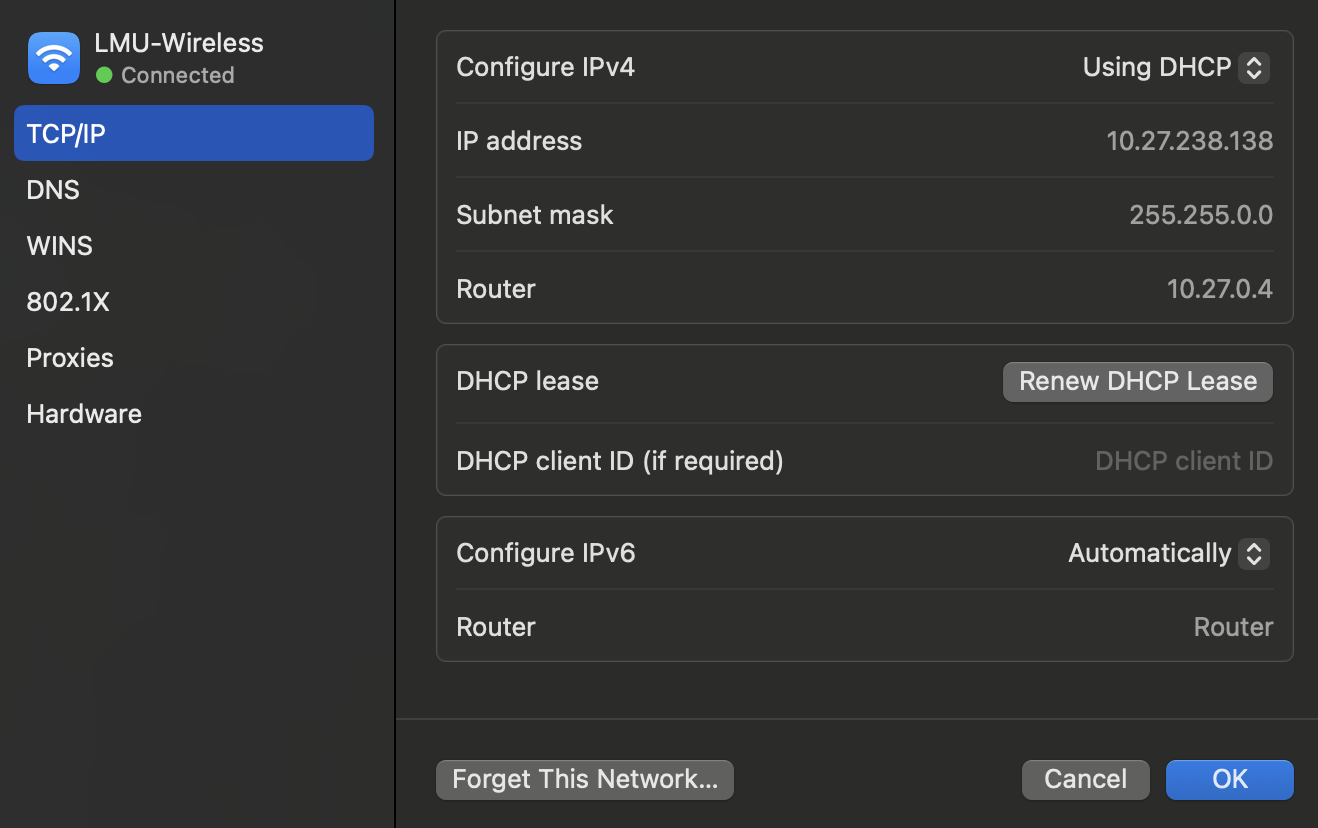 LMU-Wireless
Connected
TCP/IP
DNS
WINS
802.1X
Proxies
Hardware
Configure IPv4 Using DHCP
IP address 10.27.238.138
Subnet mask 255.255.0.0
Router 10.27.0.4
DHCP lease Renew DHCP Lease
DHCP client ID (if required) DHCP client ID
Configure IPv6 Automatically
Router Router
Forget This Network... Cancel OK